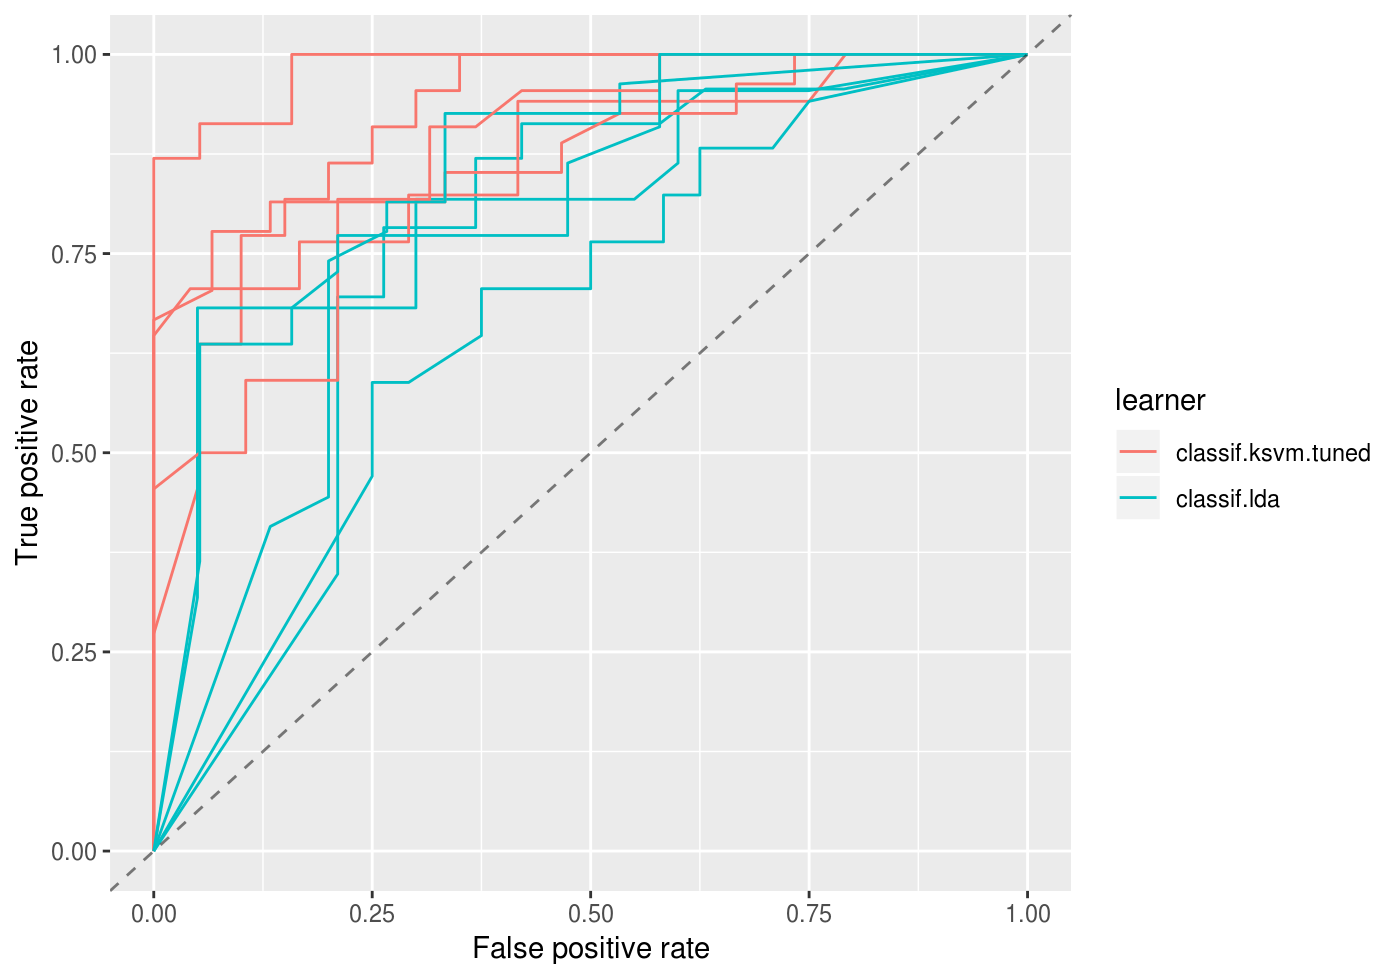 True positive rate
1.00
0.75
0.50
0.25
0.00
0.00 0.25 0.50 0.75 1.00
False positive rate
learner
classif.ksvm.tuned
classif.lda